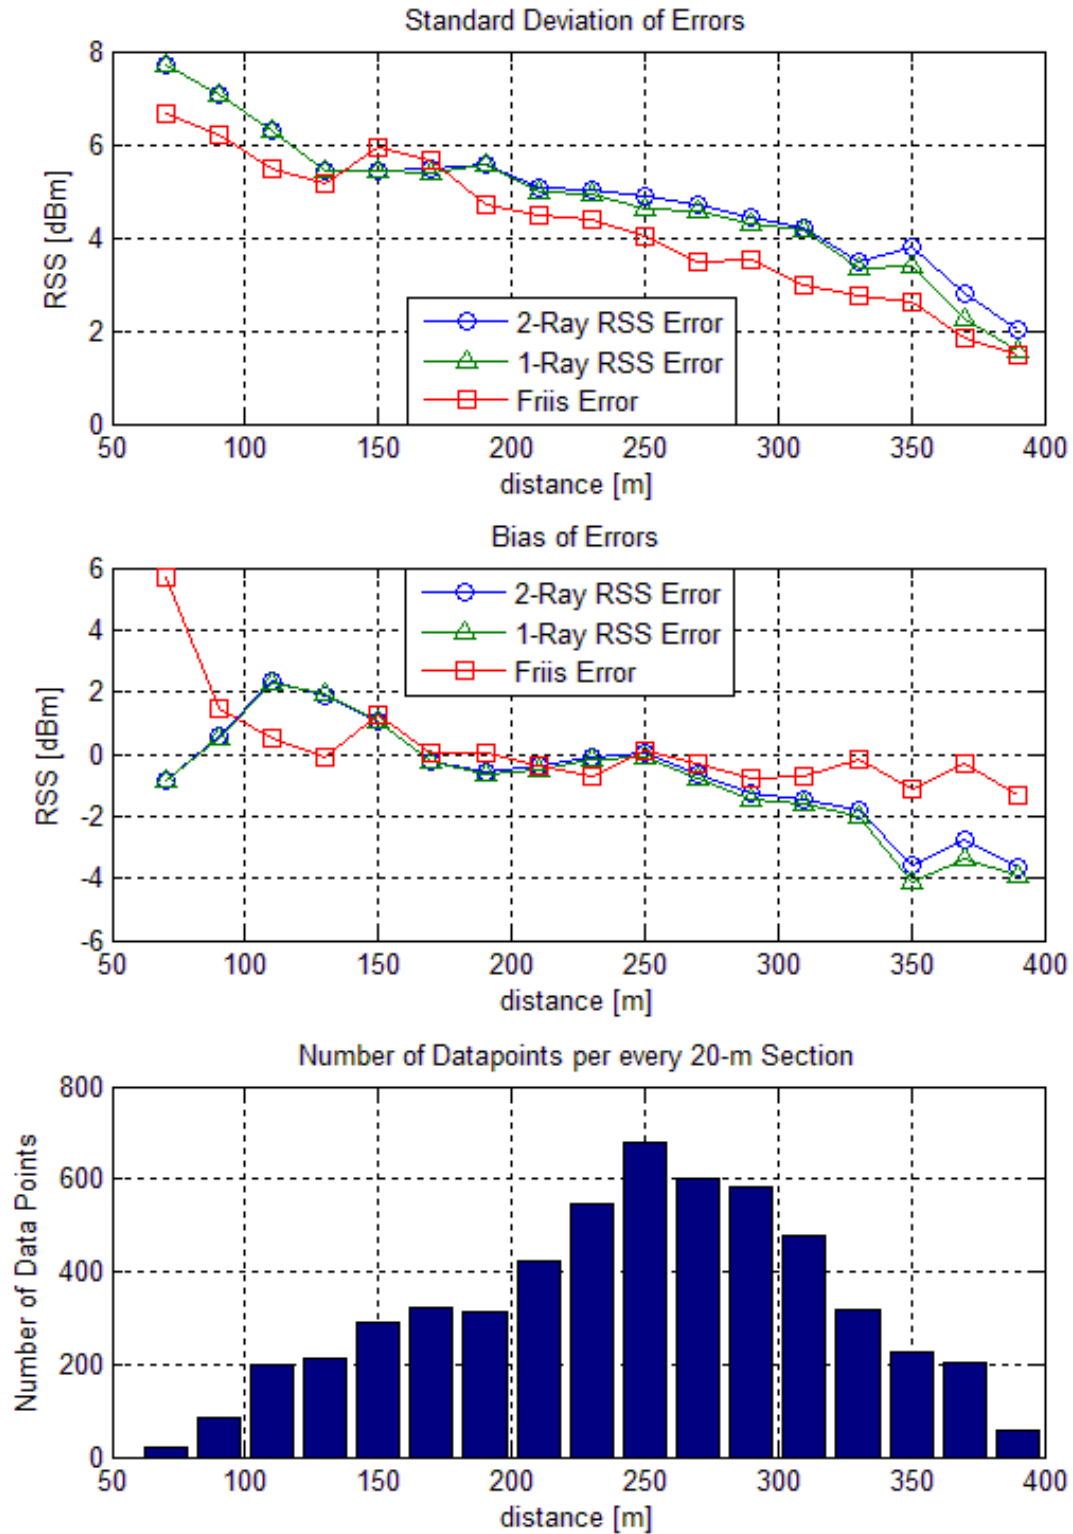 Standard Deviation of Errors
8
6
4
2
0
RSS [dBm]
2-Ray RSS Error
1-Ray RSS Error
Friis Error
50 100 150 200 250 300 350 400
distance [m]
Bias of Errors
6
4
2
0
-2
-4
-6
RSS [dBm]
2-Ray RSS Error
1-Ray RSS Error
Friis Error
50 100 150 200 250 300 350 400
distance [m]
Number of Datapoints per every 20-m Section
800
600
400
200
0
Number of Data Points
50 100 150 200 250 300 350 400
distance [m]